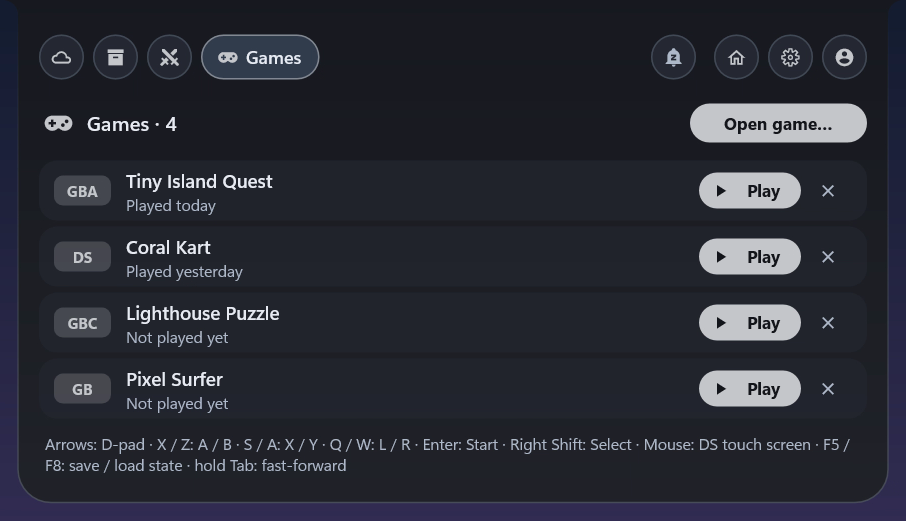 Games
Games · 4
Open game...
GBA
Tiny Island Quest
Played today
Play
DS
Coral Kart
Played yesterday
Play
GBC
Lighthouse Puzzle
Not played yet
Play
GB
Pixel Surfer
Not played yet
Play
Arrows: D-pad · X / Z: A / B · S / A: X / Y · Q / W: L / R · Enter: Start · Right Shift: Select · Mouse: DS touch screen · F5 /
F8: save / load state · hold Tab: fast-forward